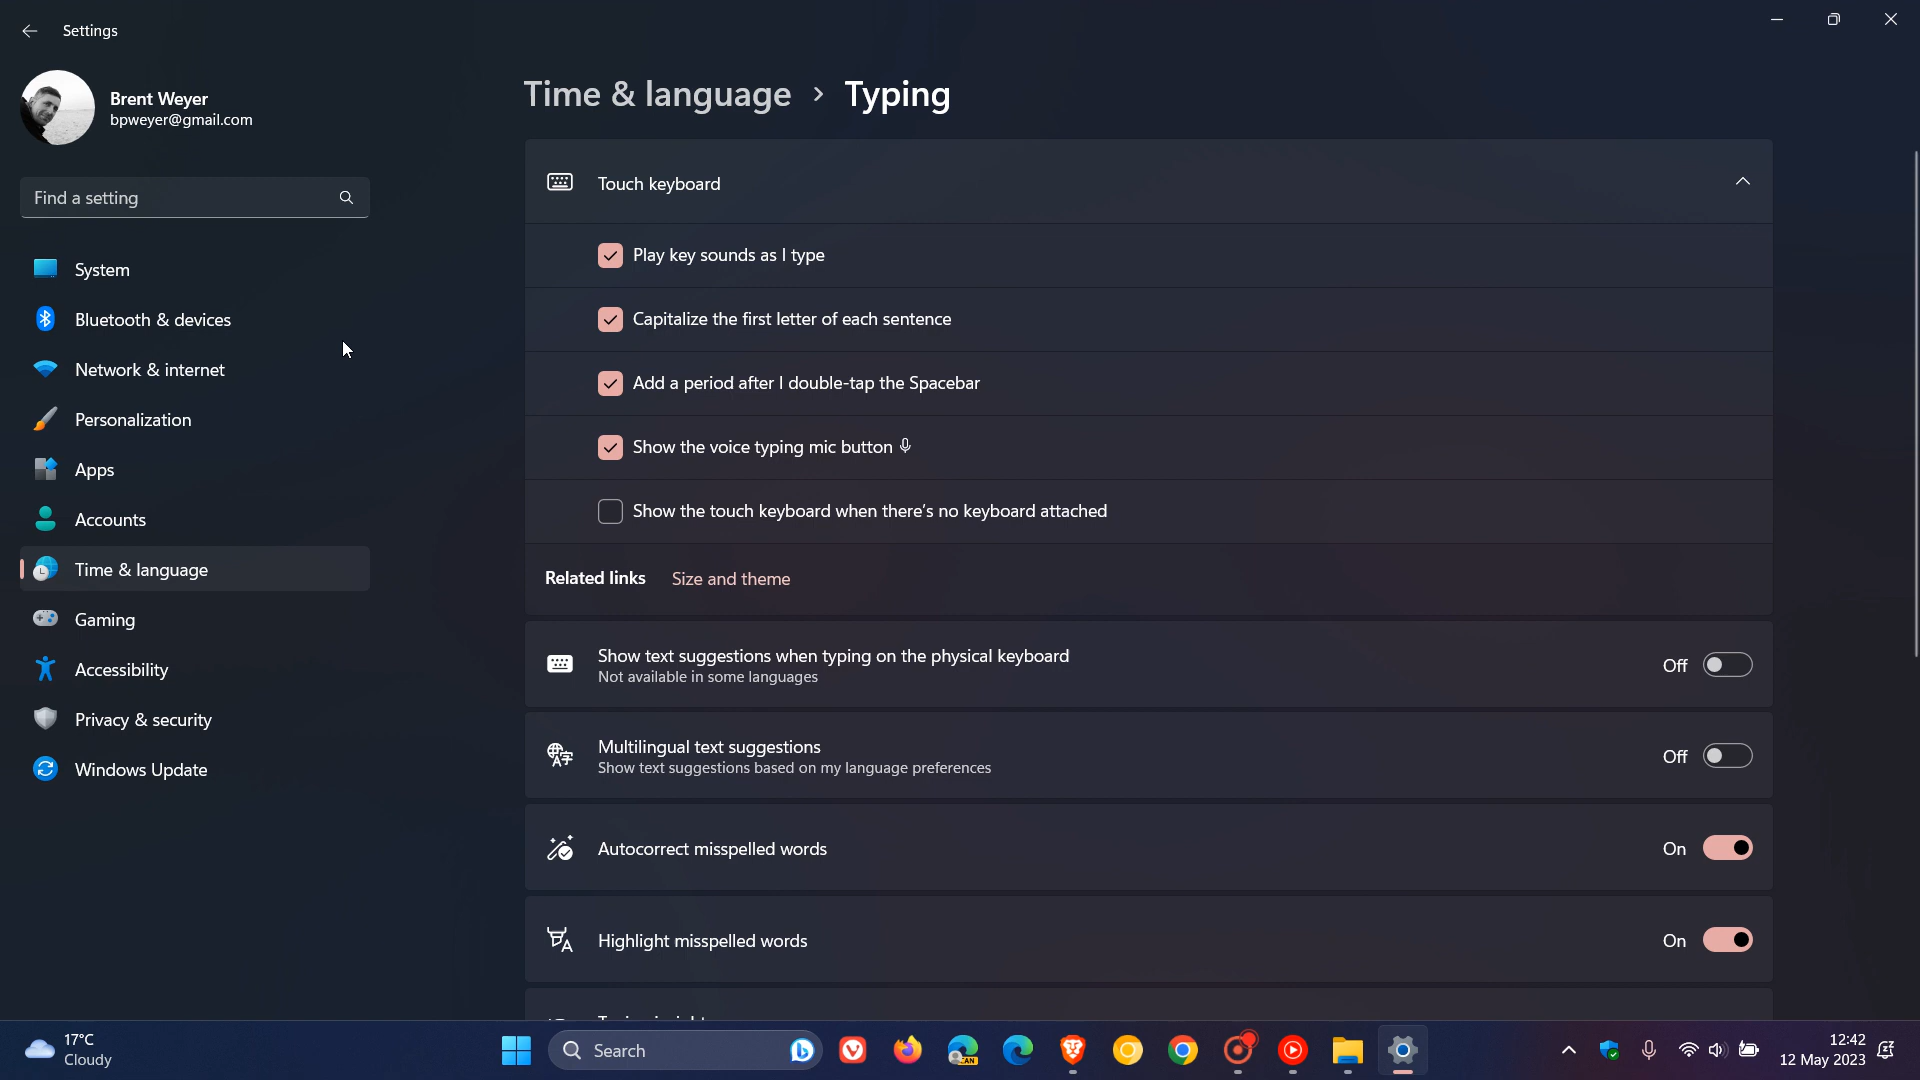 Settings
Brent Weyer
bpweyer@gmail.com
Find a setting
System
Bluetooth & devices
Network & internet
Personalization
Apps
Accounts
Time & language
Gaming
Accessibility
Privacy & security
Windows Update
Time & language > Typing
Touch keyboard
Play key sounds as I type
Capitalize the first letter of each sentence
Add a period after I double-tap the Spacebar
Show the voice typing mic button
Show the touch keyboard when there's no keyboard attached
Related links Size and theme
Show text suggestions when typing on the physical keyboard
Not available in some languages
Off
Multilingual text suggestions
Show text suggestions based on my language preferences
Off
Autocorrect misspelled words
On
Highlight misspelled words
On
17°C
Cloudy
Search
CAN
12:42
12 May 2023